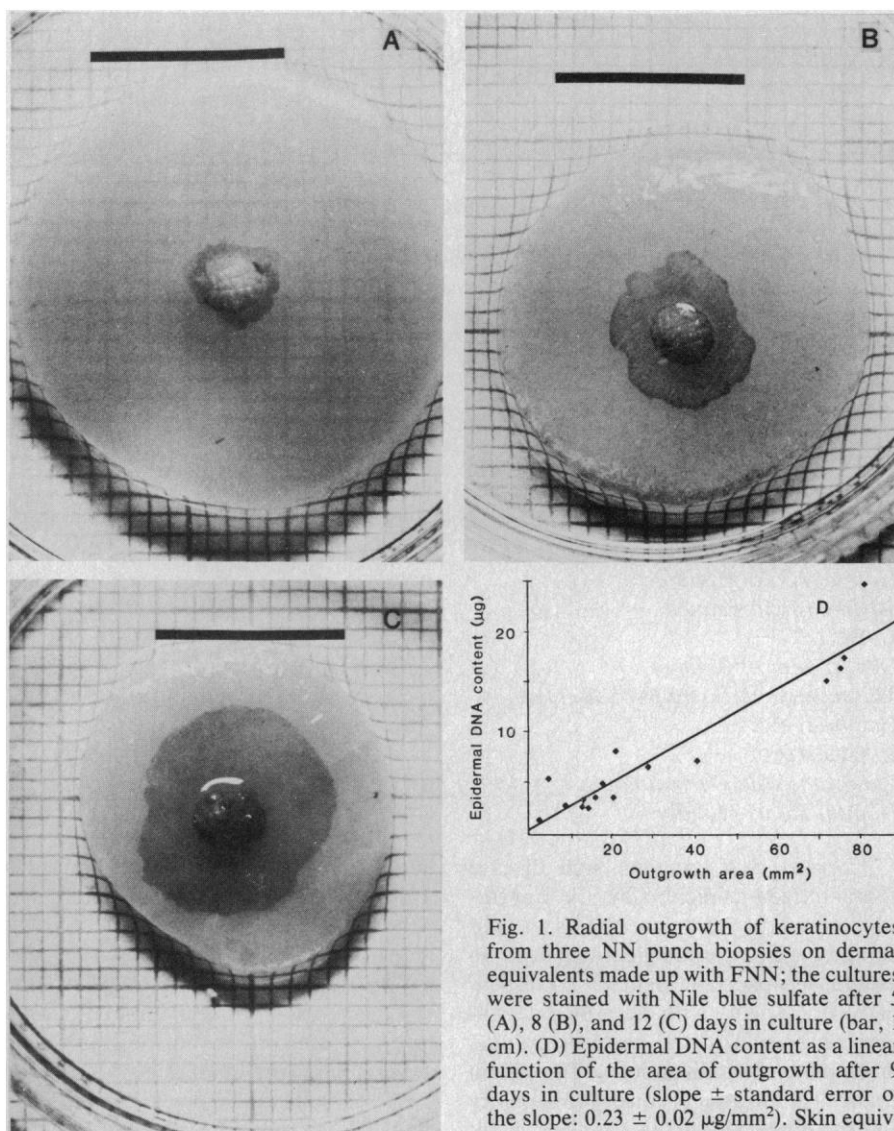 A
B
C
D
Epidermal DNA content (µg)
20
10
20
40
60
80
Outgrowth area (mm²)
Fig. 1. Radial outgrowth of keratinocytes
from three NN punch biopsies on derma
equivalents made up with FNN; the cultures
were stained with Nile blue sulfate after
(A), 8 (B), and 12 (C) days in culture (bar,
cm). (D) Epidermal DNA content as a linear
function of the area of outgrowth after 9
days in culture (slope ± standard error of
the slope: 0.23 ± 0.02 µg/mm²). Skin equiv